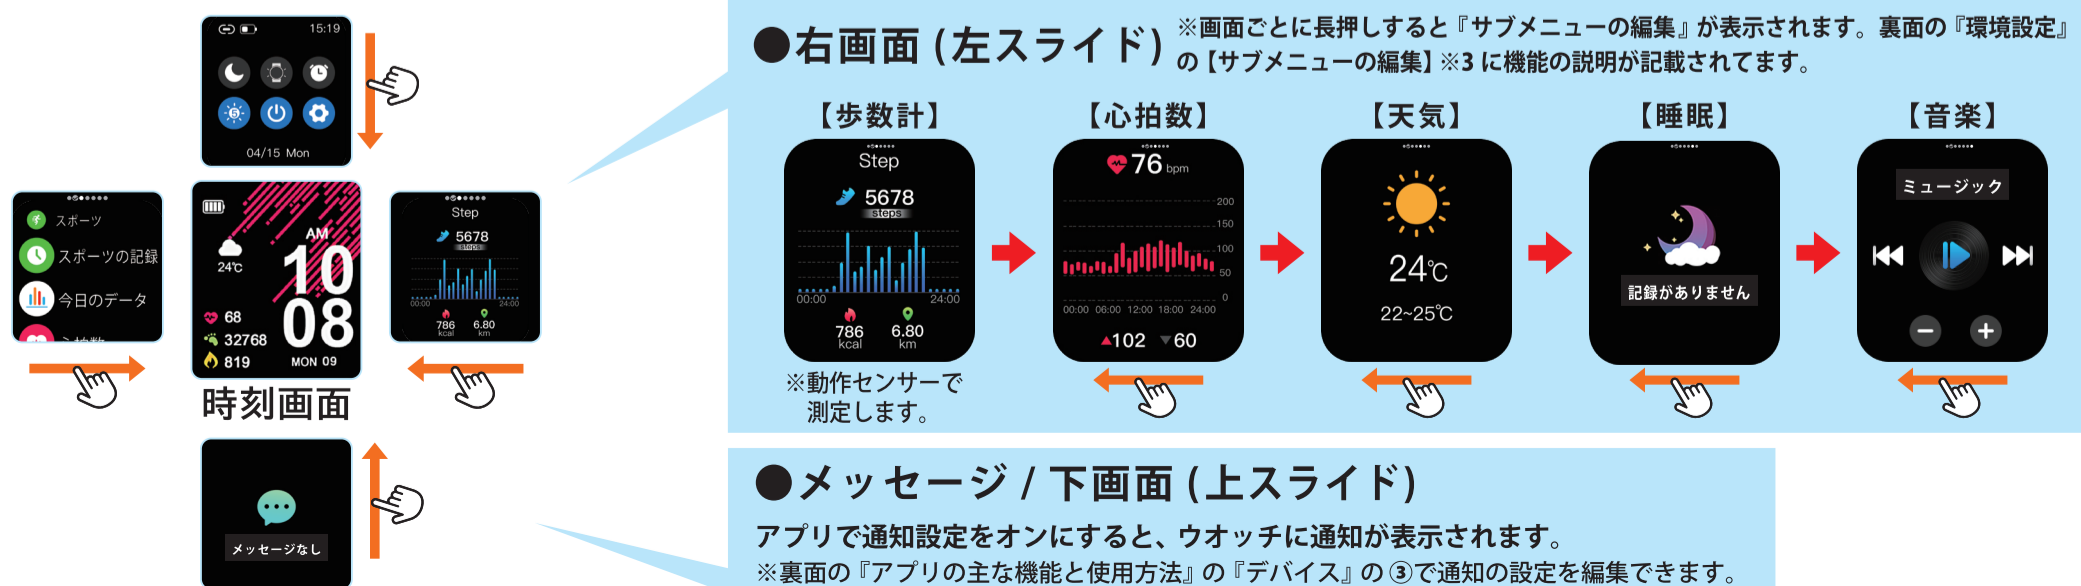 15:19
04/15 Mon
スポーツ
スポーツの記録
今日のデータ
24℃
AM
10
08
68
32768
819
MON 09
時刻画面
Step
5678
steps
00:00 24:00
786 6.80
kcal km
メッセージなし
●右画面(左スライド)
※画面ごとに長押しすると『サブメニューの編集』が表示されます。裏面の『環境設定』
の【サブメニューの編集】※3に機能の説明が記載されてます。
【歩数計】
Step
5678
steps
00:00 24:00
786 6.80
kcal km
※動作センサーで
測定します。
【心拍数】
76 bpm
200
150
100
50
0
00:00 06:00 12:00 18:00 24:00
▲102 ▼60
【天気】
24℃
22~25℃
【睡眠】
記録がありません
【音楽】
ミュージック
●メッセージ/下画面(上スライド)
アプリで通知設定をオンにすると、ウオッチに通知が表示されます。
※裏面の『アプリの主な機能と使用方法』の『デバイス』の③で通知の設定を編集できます。